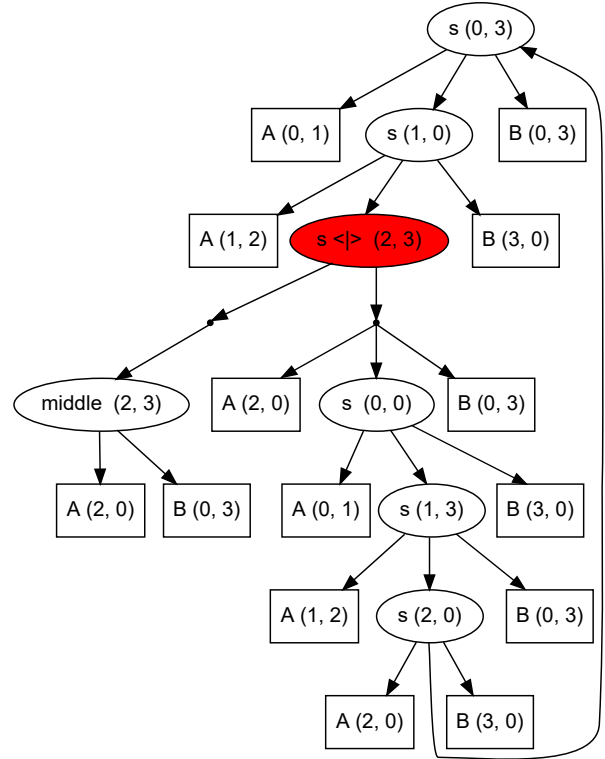 s (0, 3)
A (0, 1)
s (1, 0)
B (0, 3)
A (1, 2)
s <|> (2, 3)
B (3, 0)
middle (2, 3)
A (2, 0)
s (0, 0)
B (0, 3)
A (2, 0)
B (0, 3)
A (0, 1)
s (1, 3)
B (3, 0)
A (1, 2)
s (2, 0)
B (0, 3)
A (2, 0)
B (3, 0)